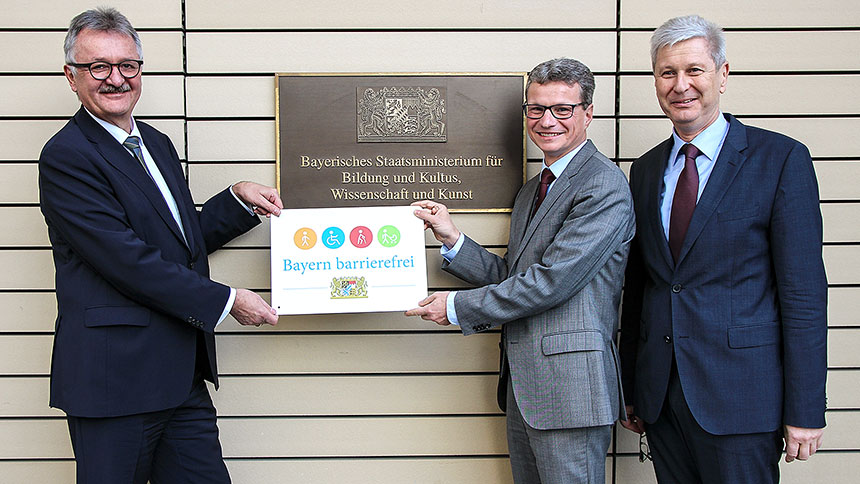 Bayerisches Staatsministerium für
Bildung und Kultus,
Wissenschaft und Kunst
Bayern barrierefrei